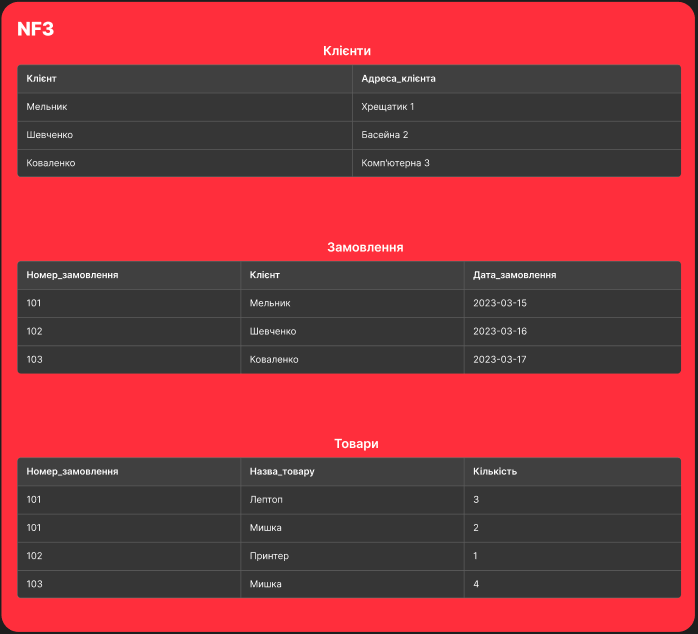 NF3
Клієнти
Клієнт Адреса_клієнта
Мельник Хрещатик 1
Шевченко Басейна 2
Коваленко Комп'ютерна 3
Замовлення
Номер_замовлення Клієнт Дата_замовлення
101 Мельник 2023-03-15
102 Шевченко 2023-03-16
103 Коваленко 2023-03-17
Товари
Номер_замовлення Назва_товару Кількість
101 Лептоп 3
101 Мишка 2
102 Принтер 1
103 Мишка 4